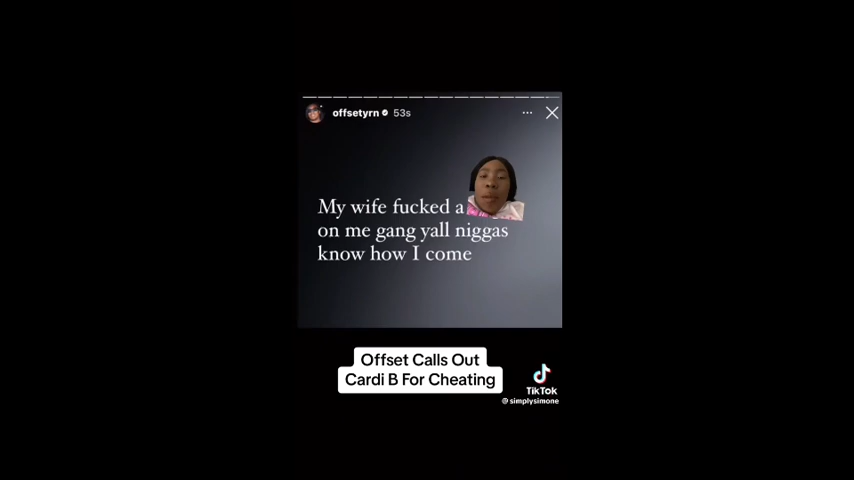 offsetyrn 53s
My wife fucked a
on me gang yall niggas
know how I come
Offset Calls Out
Cardi B For Cheating
TikTok
@simplysimone